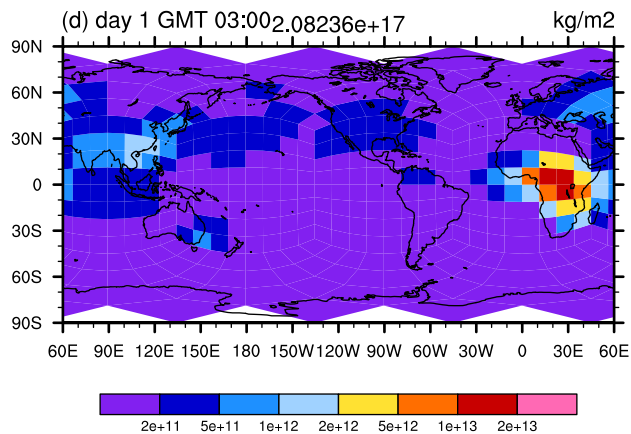 (d) day 1 GMT 03:00 2.08236e+17 kg/m2
90N
60N
30N
0
30S
60S
90S
60E 90E 120E 150E 180 150W 120W 90W 60W 30W 0 30E 60E
2e+11 5e+11 1e+12 2e+12 5e+12 1e+13 2e+13